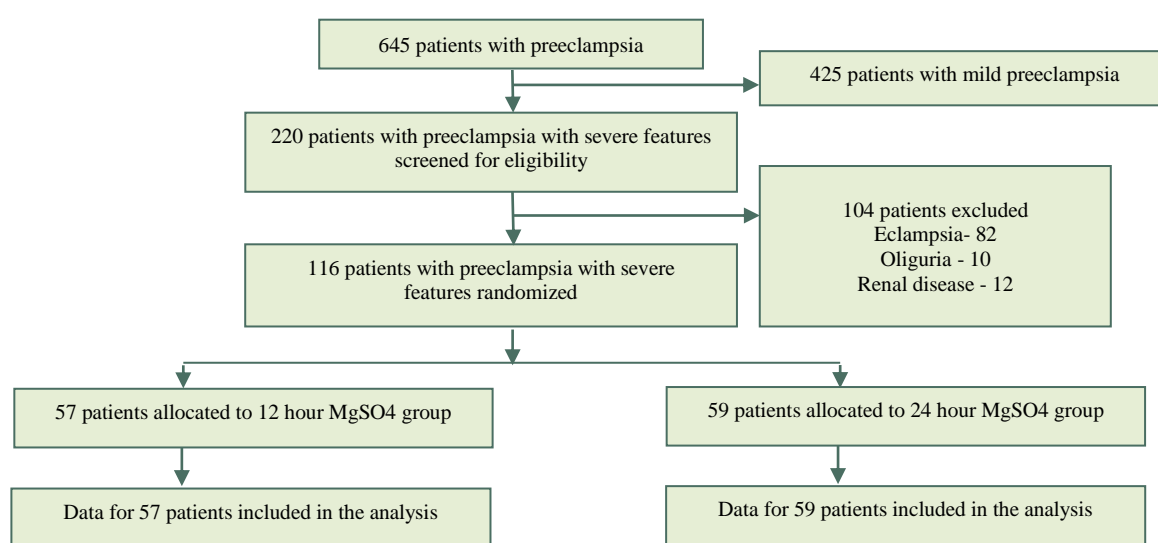 645 patients with preeclampsia
425 patients with mild preeclampsia
220 patients with preeclampsia with severe features
screened for eligibility
104 patients excluded
Eclampsia- 82
Oliguria - 10
Renal disease - 12
116 patients with preeclampsia with severe
features randomized
57 patients allocated to 12 hour MgSO4 group
59 patients allocated to 24 hour MgSO4 group
Data for 57 patients included in the analysis
Data for 59 patients included in the analysis